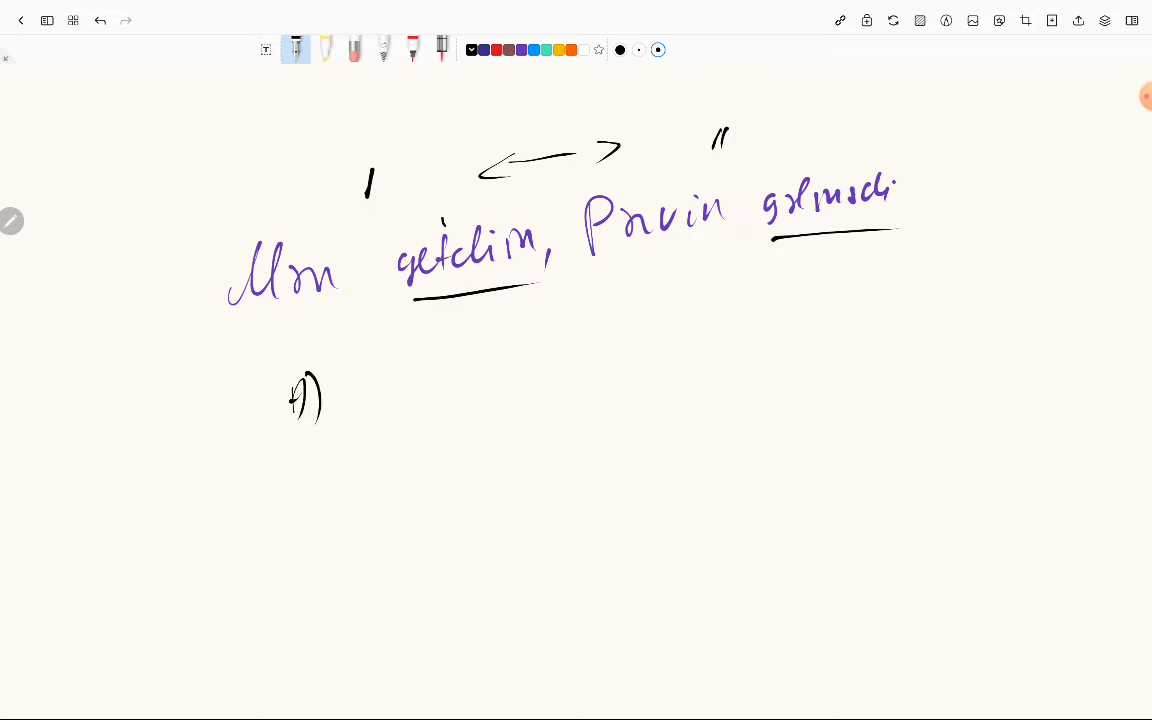 I ↔ II
Mən getdim, Pərvin gəlmədi
A)